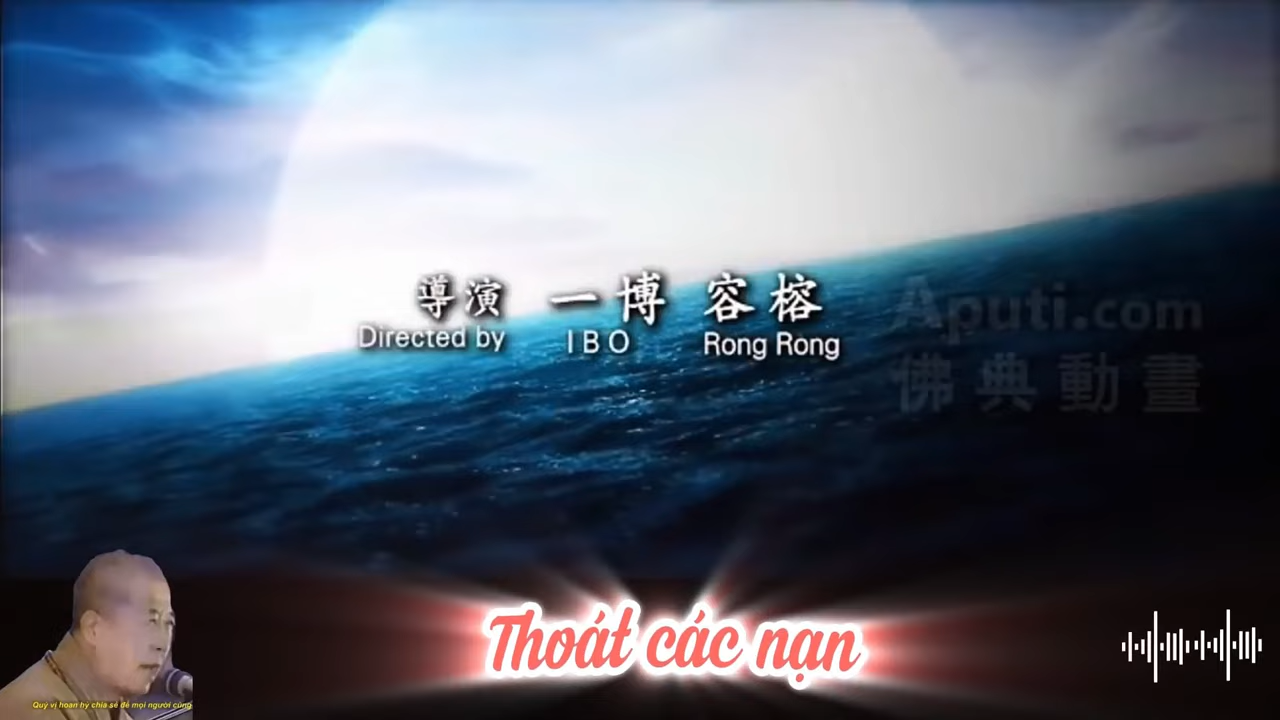 導演 一博 容榕
Directed by IBO Rong Rong
Aputi.com
佛典動畫
Thoát các nạn
Quý vị hoan hỷ chia sẻ để mọi người cùng